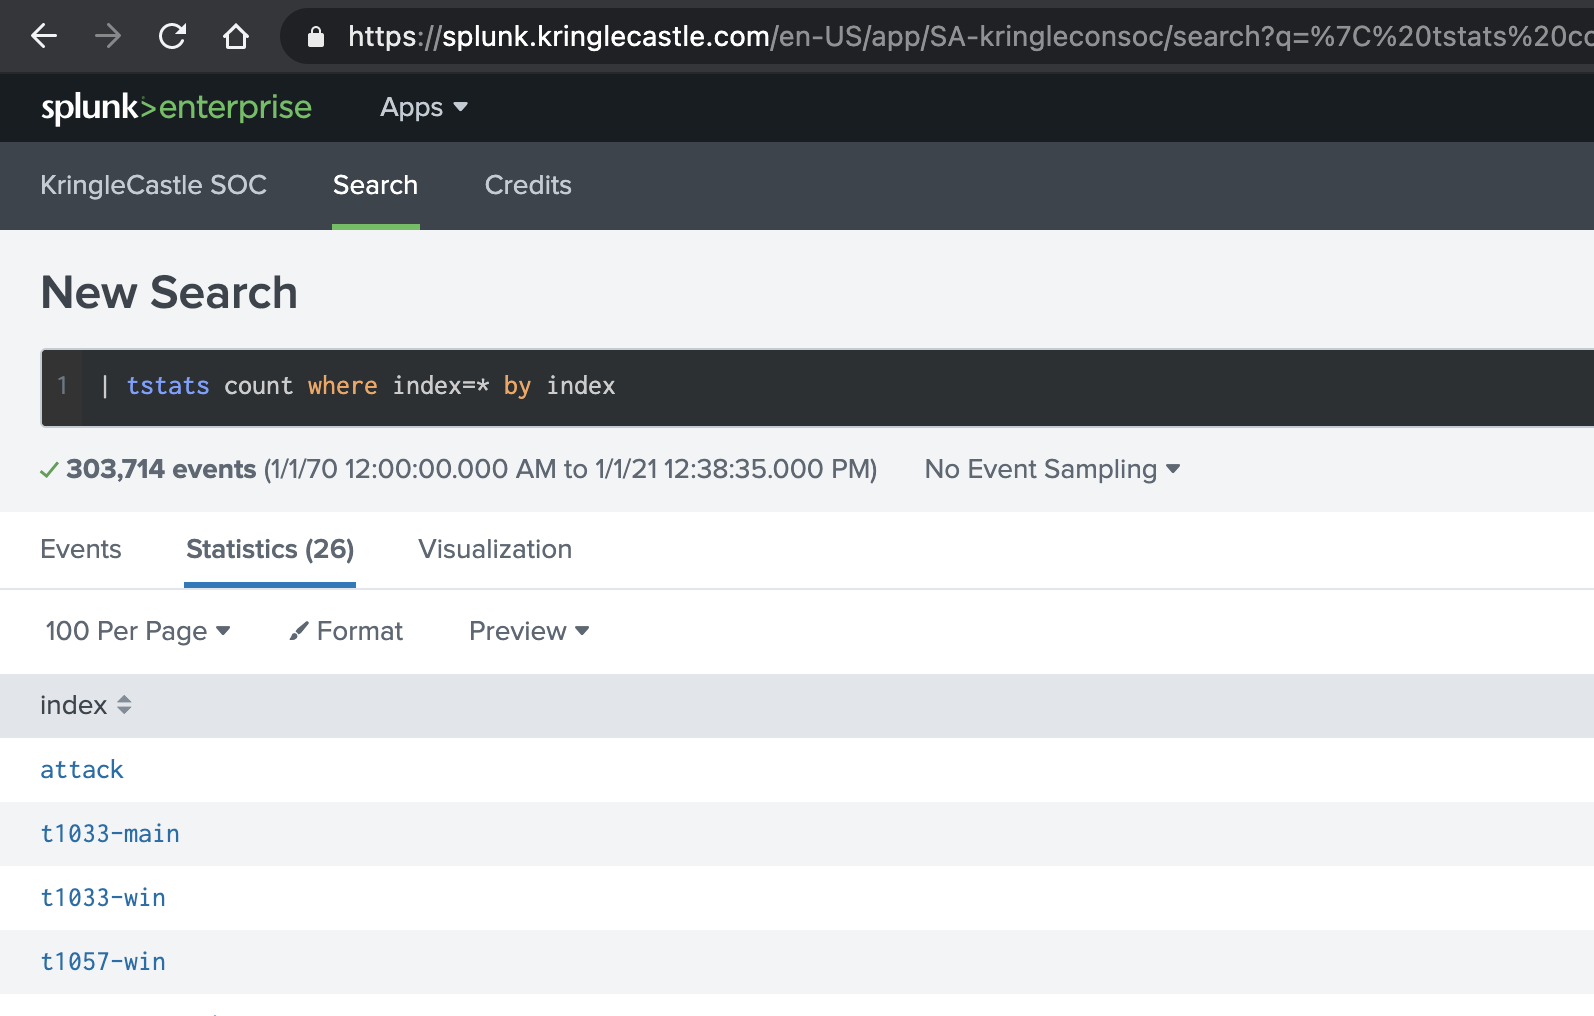 https://splunk.kringlecastle.com/en-US/app/SA-kringleconsoc/search?q=%7C%20tstats%20co
splunk>enterprise Apps
KringleCastle SOC Search Credits
New Search
1 | tstats count where index=* by index
303,714 events (1/1/70 12:00:00.000 AM to 1/1/21 12:38:35.000 PM) No Event Sampling
Events Statistics (26) Visualization
100 Per Page Format Preview
index
attack
t1033-main
t1033-win
t1057-win